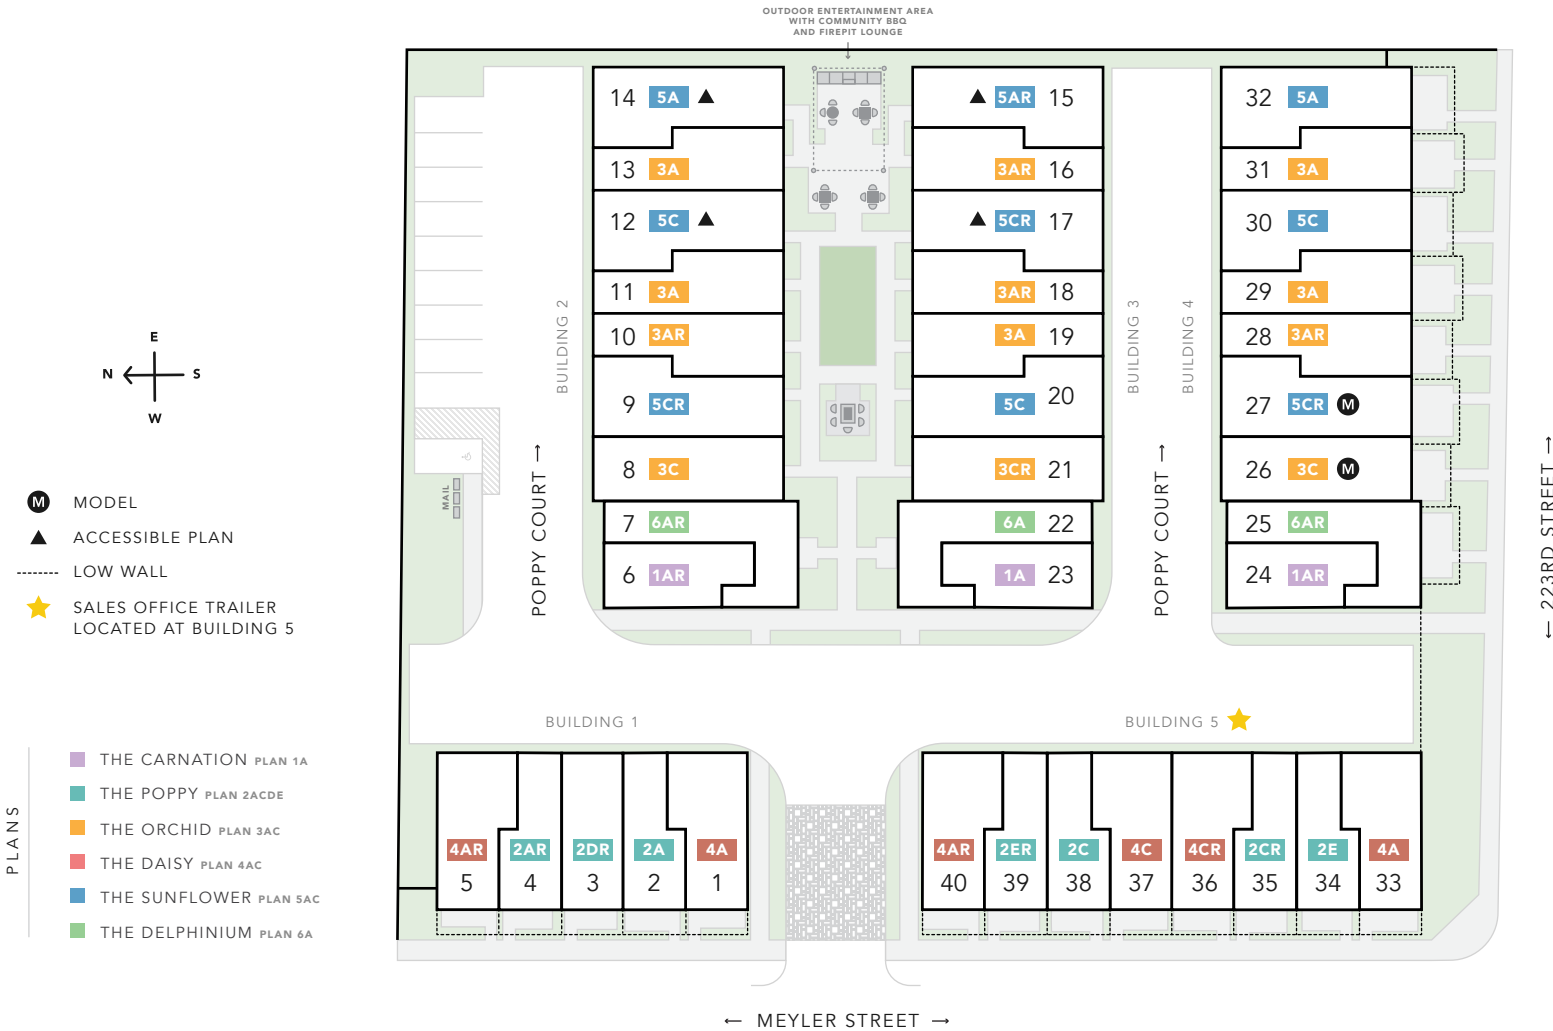 OUTDOOR ENTERTAINMENT AREA
WITH COMMUNITY BBQ
AND FIREPIT LOUNGE
14 5A
5AR 15
32 5A
13 3A
3AR 16
31 3A
12 5C
5CR 17
30 5C
11 3A
3AR 18
29 3A
10 3AR
3A 19
28 3AR
9 5CR
5C 20
27 5CR M
8 3C
3CR 21
26 3C M
7 6AR
6A 22
25 6AR
6 1AR
1A 23
24 1AR
BUILDING 2
BUILDING 3
BUILDING 4
POPPY COURT →
POPPY COURT →
← 223RD STREET →
MAIL
E
N S
W
M MODEL
ACCESSIBLE PLAN
LOW WALL
SALES OFFICE TRAILER
LOCATED AT BUILDING 5
BUILDING 1
BUILDING 5
PLANS
THE CARNATION PLAN 1A
THE POPPY PLAN 2ACDE
THE ORCHID PLAN 3AC
THE DAISY PLAN 4AC
THE SUNFLOWER PLAN 5AC
THE DELPHINIUM PLAN 6A
4AR 2AR 2DR 2A 4A
5 4 3 2 1
4AR 2ER 2C 4C 4CR 2CR 2E 4A
40 39 38 37 36 35 34 33
← MEYLER STREET →